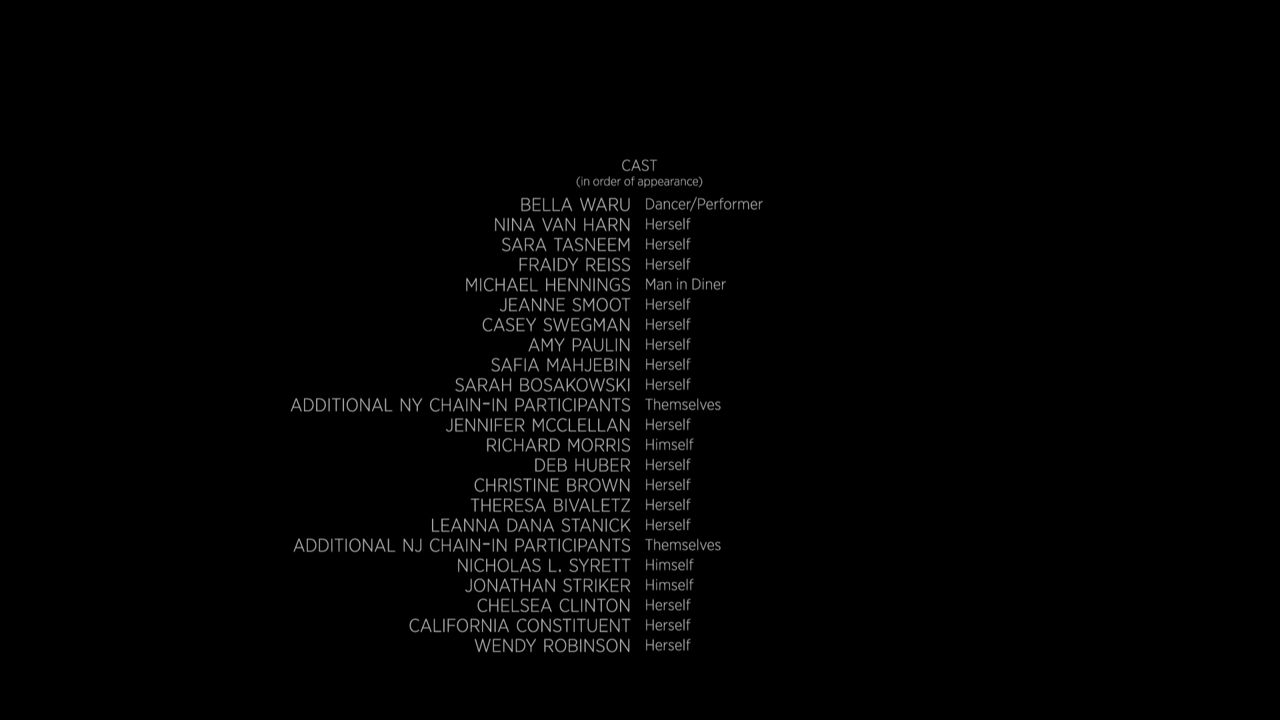 CAST
(in order of appearance)
BELLA WARU Dancer/Performer
NINA VAN HARN Herself
SARA TASNEEM Herself
FRAIDY REISS Herself
MICHAEL HENNINGS Man in Diner
JEANNE SMOOT Herself
CASEY SWEGMAN Herself
AMY PAULIN Herself
SAFIA MAHJEBIN Herself
SARAH BOSAKOWSKI Herself
ADDITIONAL NY CHAIN-IN PARTICIPANTS Themselves
JENNIFER MCCLELLAN Herself
RICHARD MORRIS Himself
DEB HUBER Herself
CHRISTINE BROWN Herself
THERESA BIVALETZ Herself
LEANNA DANA STANICK Herself
ADDITIONAL NJ CHAIN-IN PARTICIPANTS Themselves
NICHOLAS L. SYRETT Himself
JONATHAN STRIKER Himself
CHELSEA CLINTON Herself
CALIFORNIA CONSTITUENT Herself
WENDY ROBINSON Herself